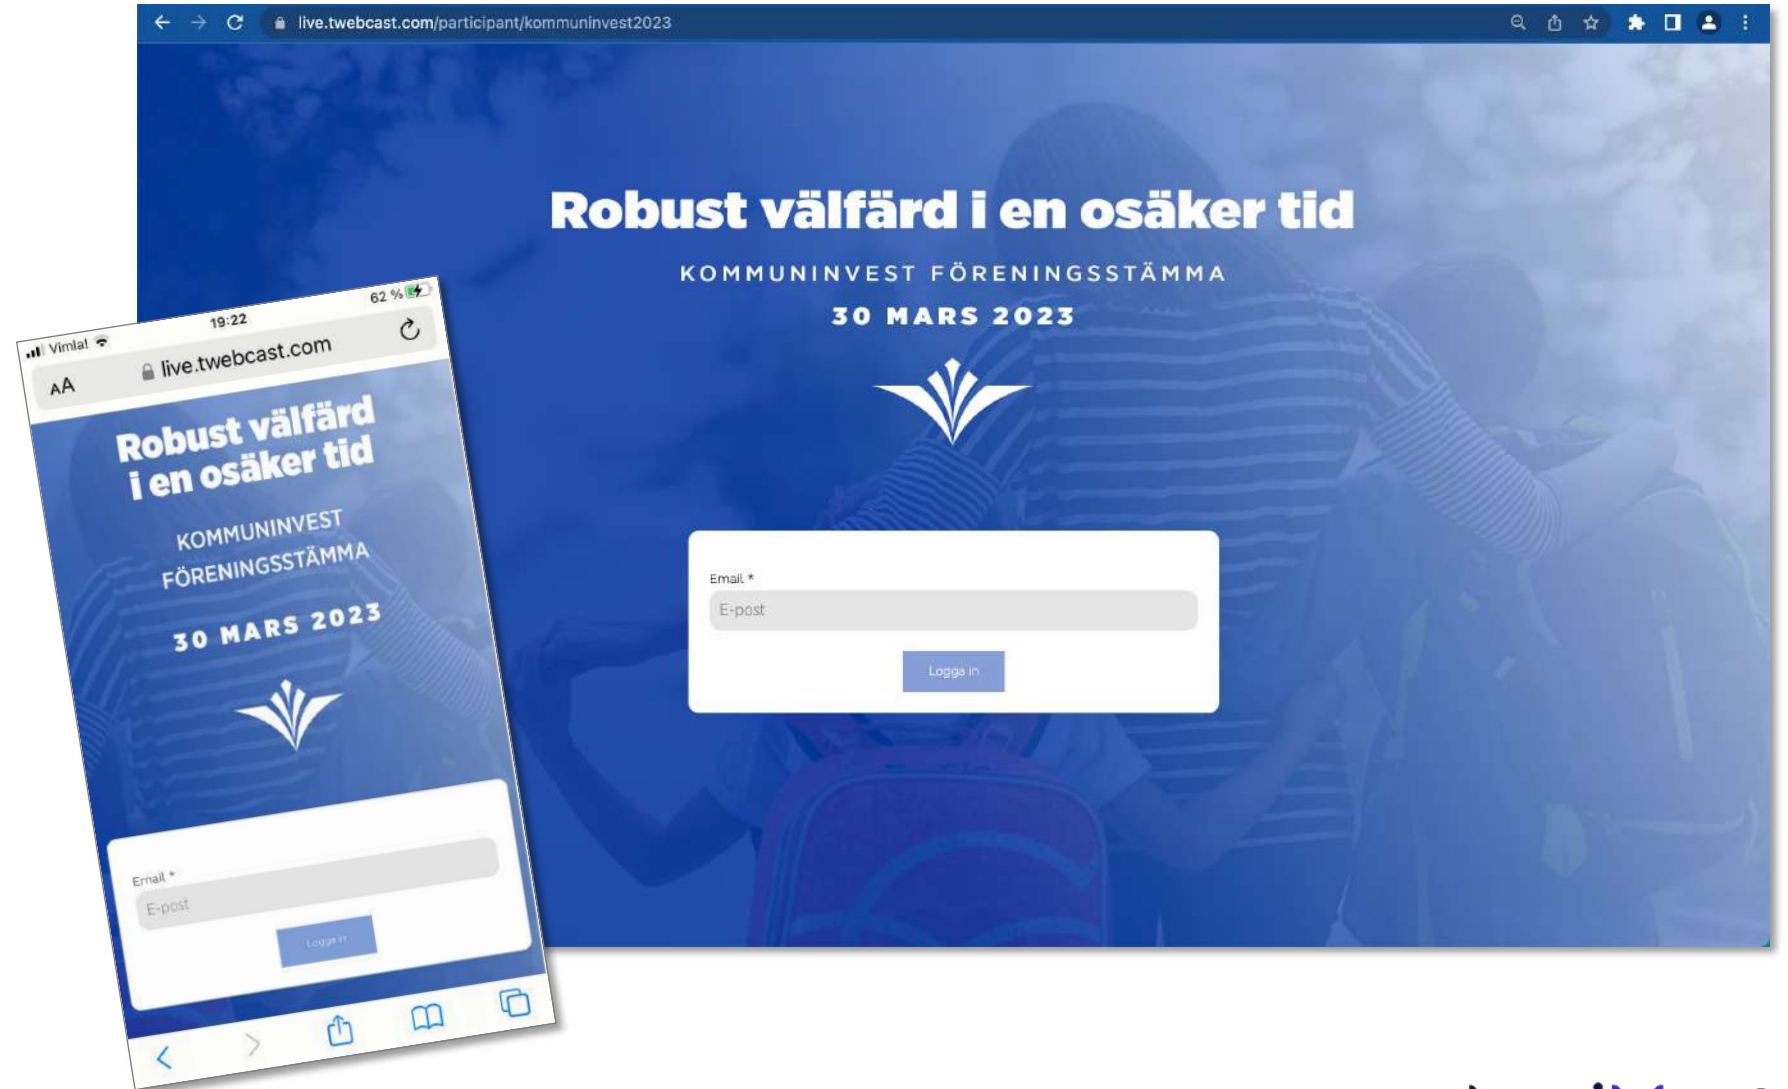 live.twebcast.com/participant/kommuninvest2023
Robust välfärd i en osäker tid
KOMMUNINVEST FÖRENINGSSTÄMMA
30 MARS 2023
Email *
E-post
Logga in
Vimla!
19:22
62 %
AA
live.twebcast.com
Robust välfärd
i en osäker tid
KOMMUNINVEST
FÖRENINGSSTÄMMA
30 MARS 2023
Email *
E-post
Logga in